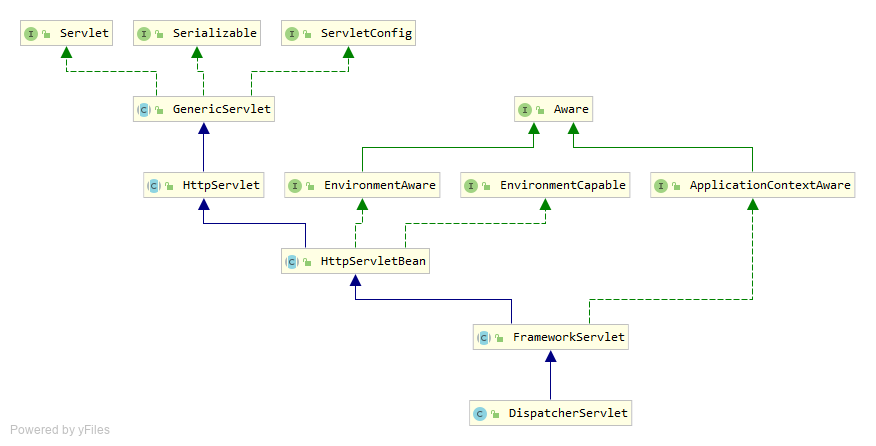 I Servlet
I Serializable
I ServletConfig
C GenericServlet
I Aware
C HttpServlet
I EnvironmentAware
I EnvironmentCapable
I ApplicationContextAware
C HttpServletBean
C FrameworkServlet
C DispatcherServlet
Powered by yFiles